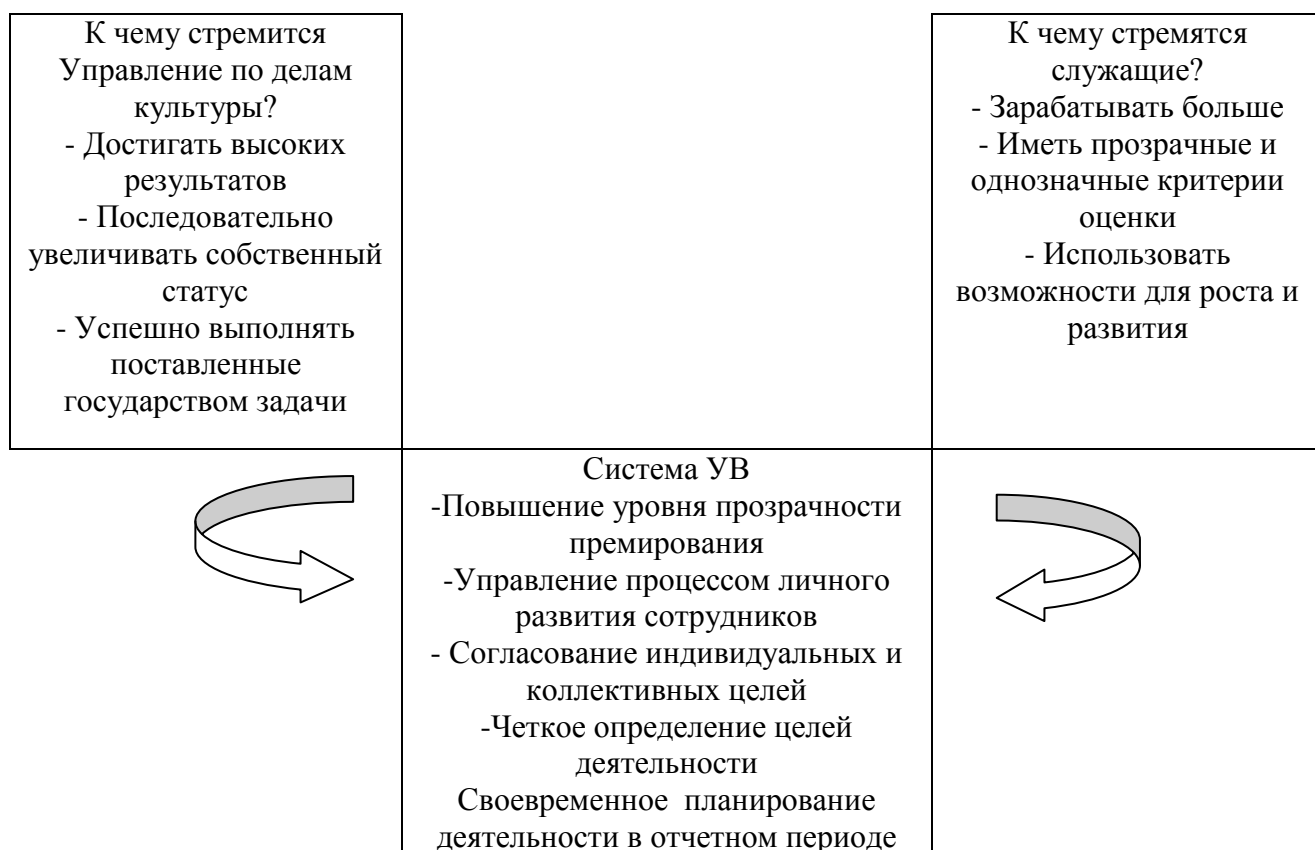 К чему стремится
Управление по делам
культуры?
- Достигать высоких
результатов
- Последовательно
увеличивать собственный
статус
- Успешно выполнять
поставленные
государством задачи
К чему стремятся
служащие?
- Зарабатывать больше
- Иметь прозрачные и
однозначные критерии
оценки
- Использовать
возможности для роста и
развития
Система УВ
-Повышение уровня прозрачности
премирования
-Управление процессом личного
развития сотрудников
- Согласование индивидуальных и
коллективных целей
-Четкое определение целей
деятельности
Своевременное планирование
деятельности в отчетном периоде